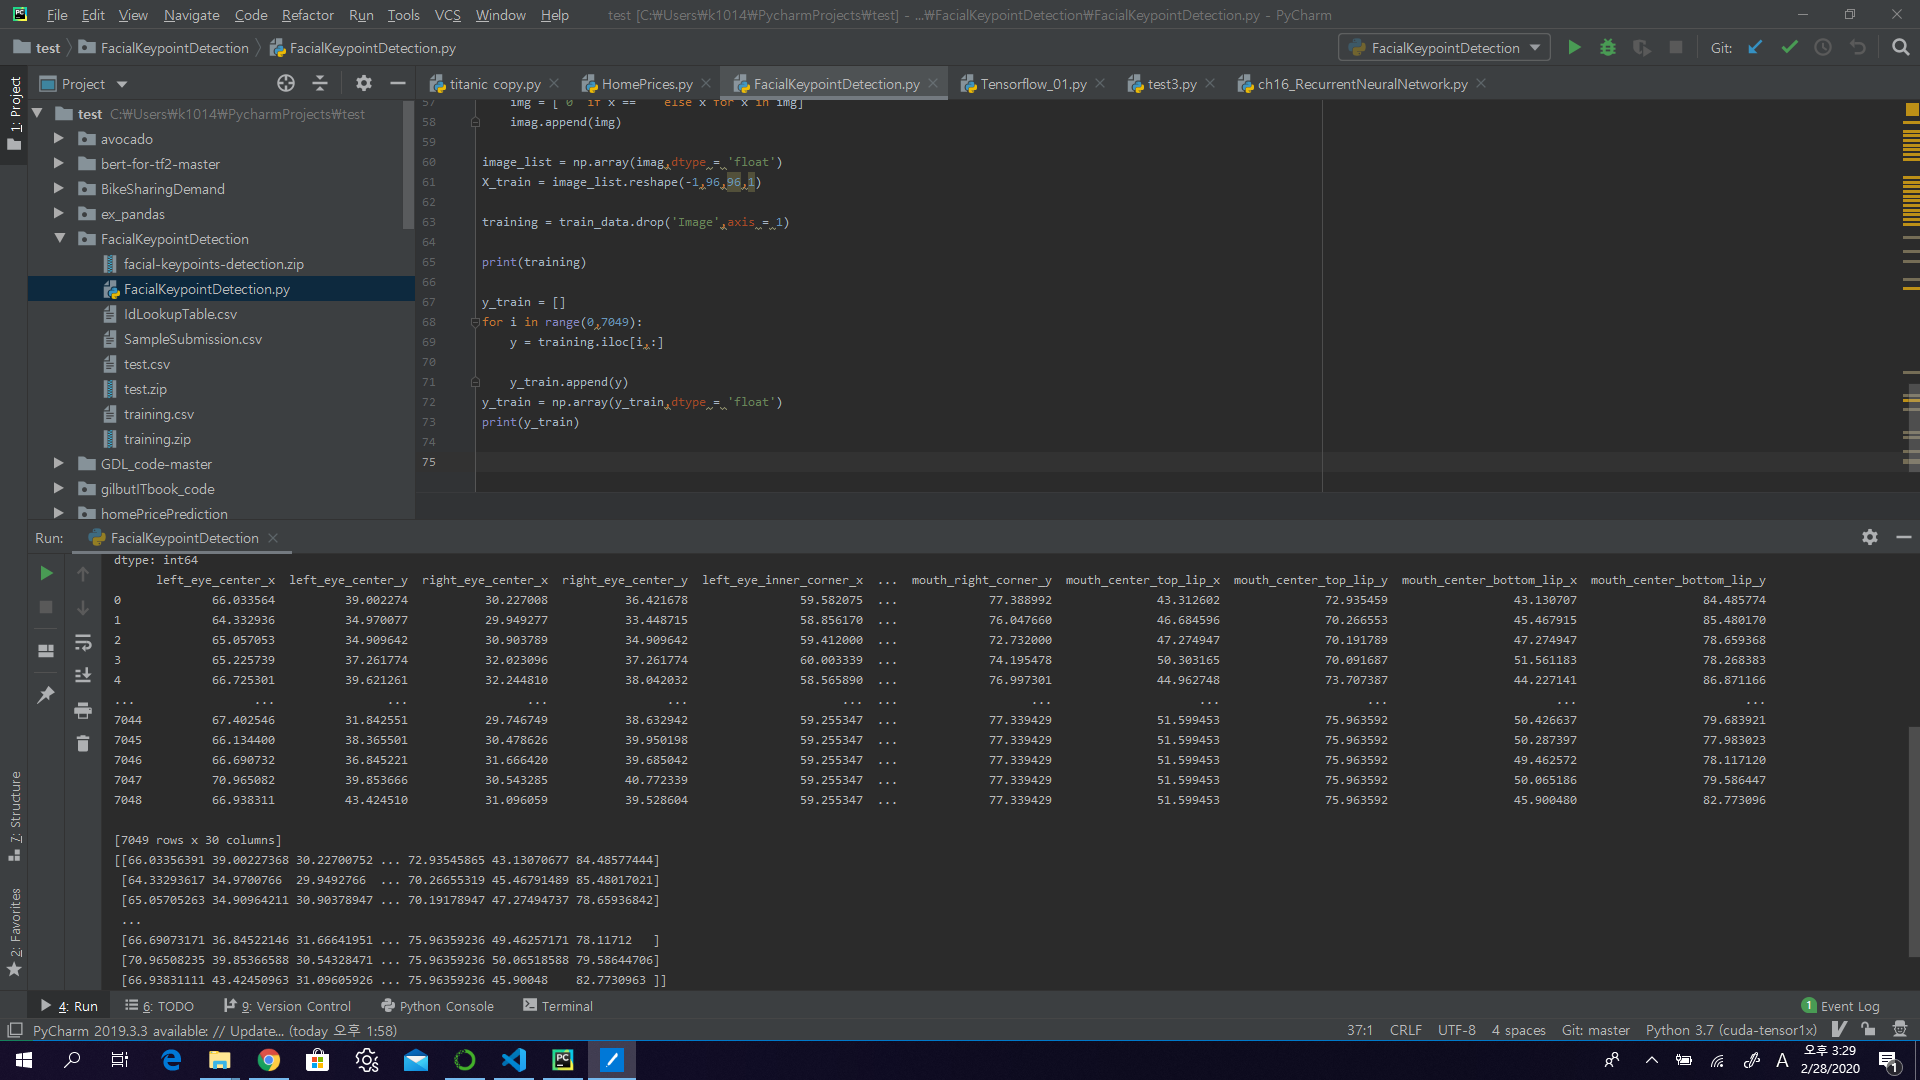 File Edit View Navigate Code Refactor Run Tools VCS Window Help test [C:₩Users₩k1014₩PycharmProjects₩test] - ...₩FacialKeypointDetection₩FacialKeypointDetection.py - PyCharm
test FacialKeypointDetection FacialKeypointDetection.py FacialKeypointDetection Git:
Project titanic copy.py HomePrices.py FacialKeypointDetection.py Tensorflow_01.py test3.py ch16_RecurrentNeuralNetwork.py
1: Project
test C:₩Users₩k1014₩PycharmProjects₩test
avocado
bert-for-tf2-master
BikeSharingDemand
ex_pandas
FacialKeypointDetection
facial-keypoints-detection.zip
FacialKeypointDetection.py
IdLookupTable.csv
SampleSubmission.csv
test.csv
test.zip
training.csv
training.zip
GDL_code-master
gilbutITbook_code
homePricePrediction
57 img = ['0' if x == '' else x for x in img]
58 imag.append(img)
59
60 image_list = np.array(imag,dtype = 'float')
61 X_train = image_list.reshape(-1,96,96,1)
62
63 training = train_data.drop('Image',axis = 1)
64
65 print(training)
66
67 y_train = []
68 for i in range(0,7049):
69 y = training.iloc[i,:]
70
71 y_train.append(y)
72 y_train = np.array(y_train,dtype = 'float')
73 print(y_train)
74
75
Run: FacialKeypointDetection
dtype: int64
left_eye_center_x left_eye_center_y right_eye_center_x right_eye_center_y left_eye_inner_corner_x ... mouth_right_corner_y mouth_center_top_lip_x mouth_center_top_lip_y mouth_center_bottom_lip_x mouth_center_bottom_lip_y
0 66.033564 39.002274 30.227008 36.421678 59.582075 ... 77.388992 43.312602 72.935459 43.130707 84.485774
1 64.332936 34.970077 29.949277 33.448715 58.856170 ... 76.047660 46.684596 70.266553 45.467915 85.480170
2 65.057053 34.909642 30.903789 34.909642 59.412000 ... 72.732000 47.274947 70.191789 47.274947 78.659368
3 65.225739 37.261774 32.023096 37.261774 60.003339 ... 74.195478 50.303165 70.091687 51.561183 78.268383
4 66.725301 39.621261 32.244810 38.042032 58.565890 ... 76.997301 44.962748 73.707387 44.227141 86.871166
... ... ... ... ... ... ... ... ... ... ... ...
7044 67.402546 31.842551 29.746749 38.632942 59.255347 ... 77.339429 51.599453 75.963592 50.426637 79.683921
7045 66.134400 38.365501 30.478626 39.950198 59.255347 ... 77.339429 51.599453 75.963592 50.287397 77.983023
7046 66.690732 36.845221 31.666420 39.685042 59.255347 ... 77.339429 51.599453 75.963592 49.462572 78.117120
7047 70.965082 39.853666 30.543285 40.772339 59.255347 ... 77.339429 51.599453 75.963592 50.065186 79.586447
7048 66.938311 43.424510 31.096059 39.528604 59.255347 ... 77.339429 51.599453 75.963592 45.900480 82.773096
[7049 rows x 30 columns]
[[66.03356391 39.00227368 30.22700752 ... 72.93545865 43.13070677 84.48577444]
[64.33293617 34.9700766 29.9492766 ... 70.26655319 45.46791489 85.48017021]
[65.05705263 34.90964211 30.90378947 ... 70.19178947 47.27494737 78.65936842]
...
[66.69073171 36.84522146 31.66641951 ... 75.96359236 49.46257171 78.11712 ]
[70.96508235 39.85366588 30.54328471 ... 75.96359236 50.06518588 79.58644706]
[66.93831111 43.42450963 31.09605926 ... 75.96359236 45.90048 82.7730963 ]]
7: Structure
2: Favorites
4: Run 6: TODO 9: Version Control Python Console Terminal 1 Event Log
PyCharm 2019.3.3 available: // Update... (today 오후 1:58) 37:1 CRLF UTF-8 4 spaces Git: master Python 3.7 (cuda-tensor1x)
A 오후 3:29
2/28/2020 1